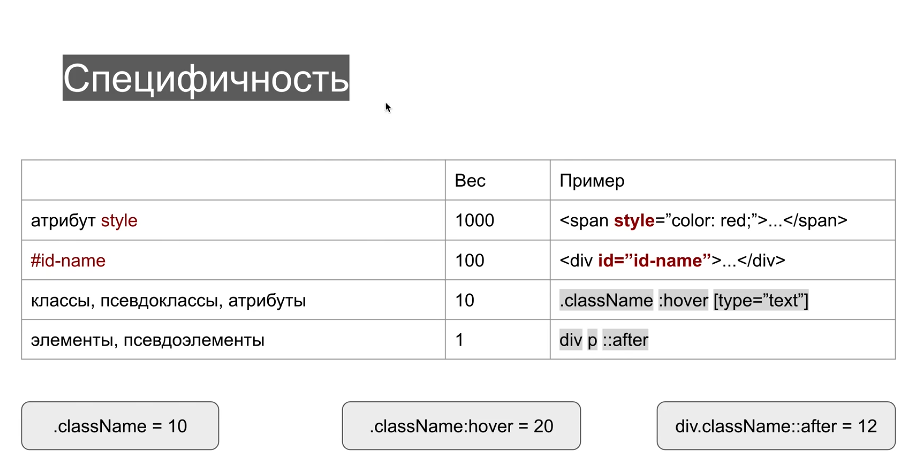 Специфичность
Вес Пример
атрибут style 1000 <span style=”color: red;”>...</span>
#id-name 100 <div id=”id-name”>...</div>
классы, псевдоклассы, атрибуты 10 .className :hover [type=”text”]
элементы, псевдоэлементы 1 div p ::after
.className = 10 .className:hover = 20 div.className::after = 12